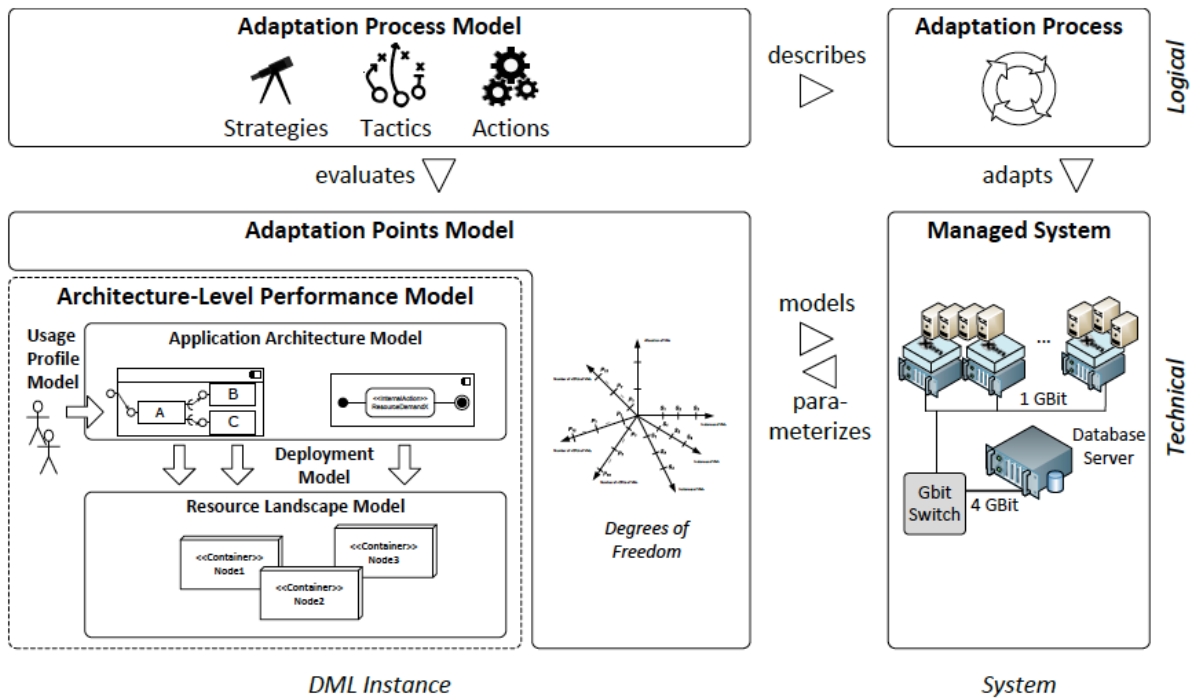 Adaptation Process Model
Strategies
Tactics
Actions
describes
Adaptation Process
Logical
evaluates
adapts
Adaptation Points Model
Architecture-Level Performance Model
Usage
Profile
Model
Application Architecture Model
A
B
C
<<InternalAction>>
ResourceDemandX
Deployment
Model
Resource Landscape Model
<<Container>>
Node1
<<Container>>
Node2
<<Container>>
Node3
Degrees of
Freedom
models
para-
meterizes
Managed System
...
1 GBit
Database
Server
Gbit
Switch
4 GBit
Technical
DML Instance
System